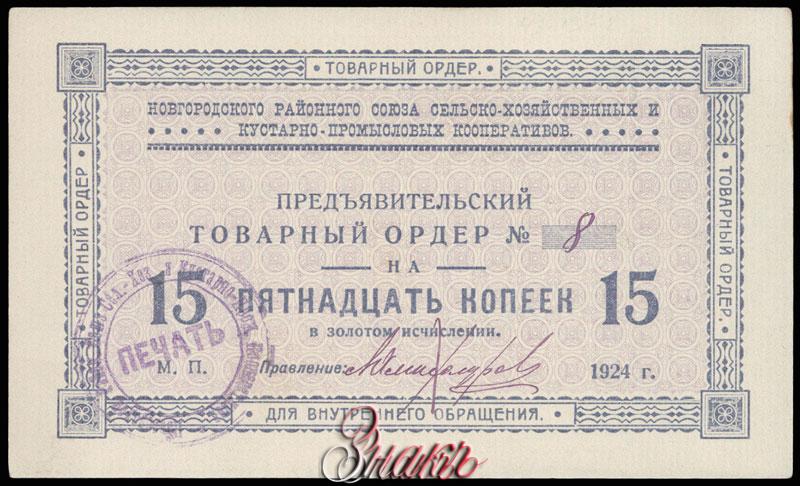 • ТОВАРНЫЙ ОРДЕР. •
НОВГОРОДСКОГО РАЙОННОГО СОЮЗА СЕЛЬСКО-ХОЗЯЙСТВЕННЫХ И
• • • • • КУСТАРНО-ПРОМЫСЛОВЫХ КООПЕРАТИВОВ. • • • • •
ТОВАРНЫЙ ОРДЕР
ТОВАРНЫЙ ОРДЕР.
ПРЕДЪЯВИТЕЛЬСКИЙ
ТОВАРНЫЙ ОРДЕР № 8
— НА —
15 ПЯТНАДЦАТЬ КОПЕЕК 15
в золотом исчислении.
ПЕЧАТЬ
М. П. Правление: 1924 г.
• ДЛЯ ВНУТРЕННЕГО ОБРАЩЕНИЯ. •
Знакъ